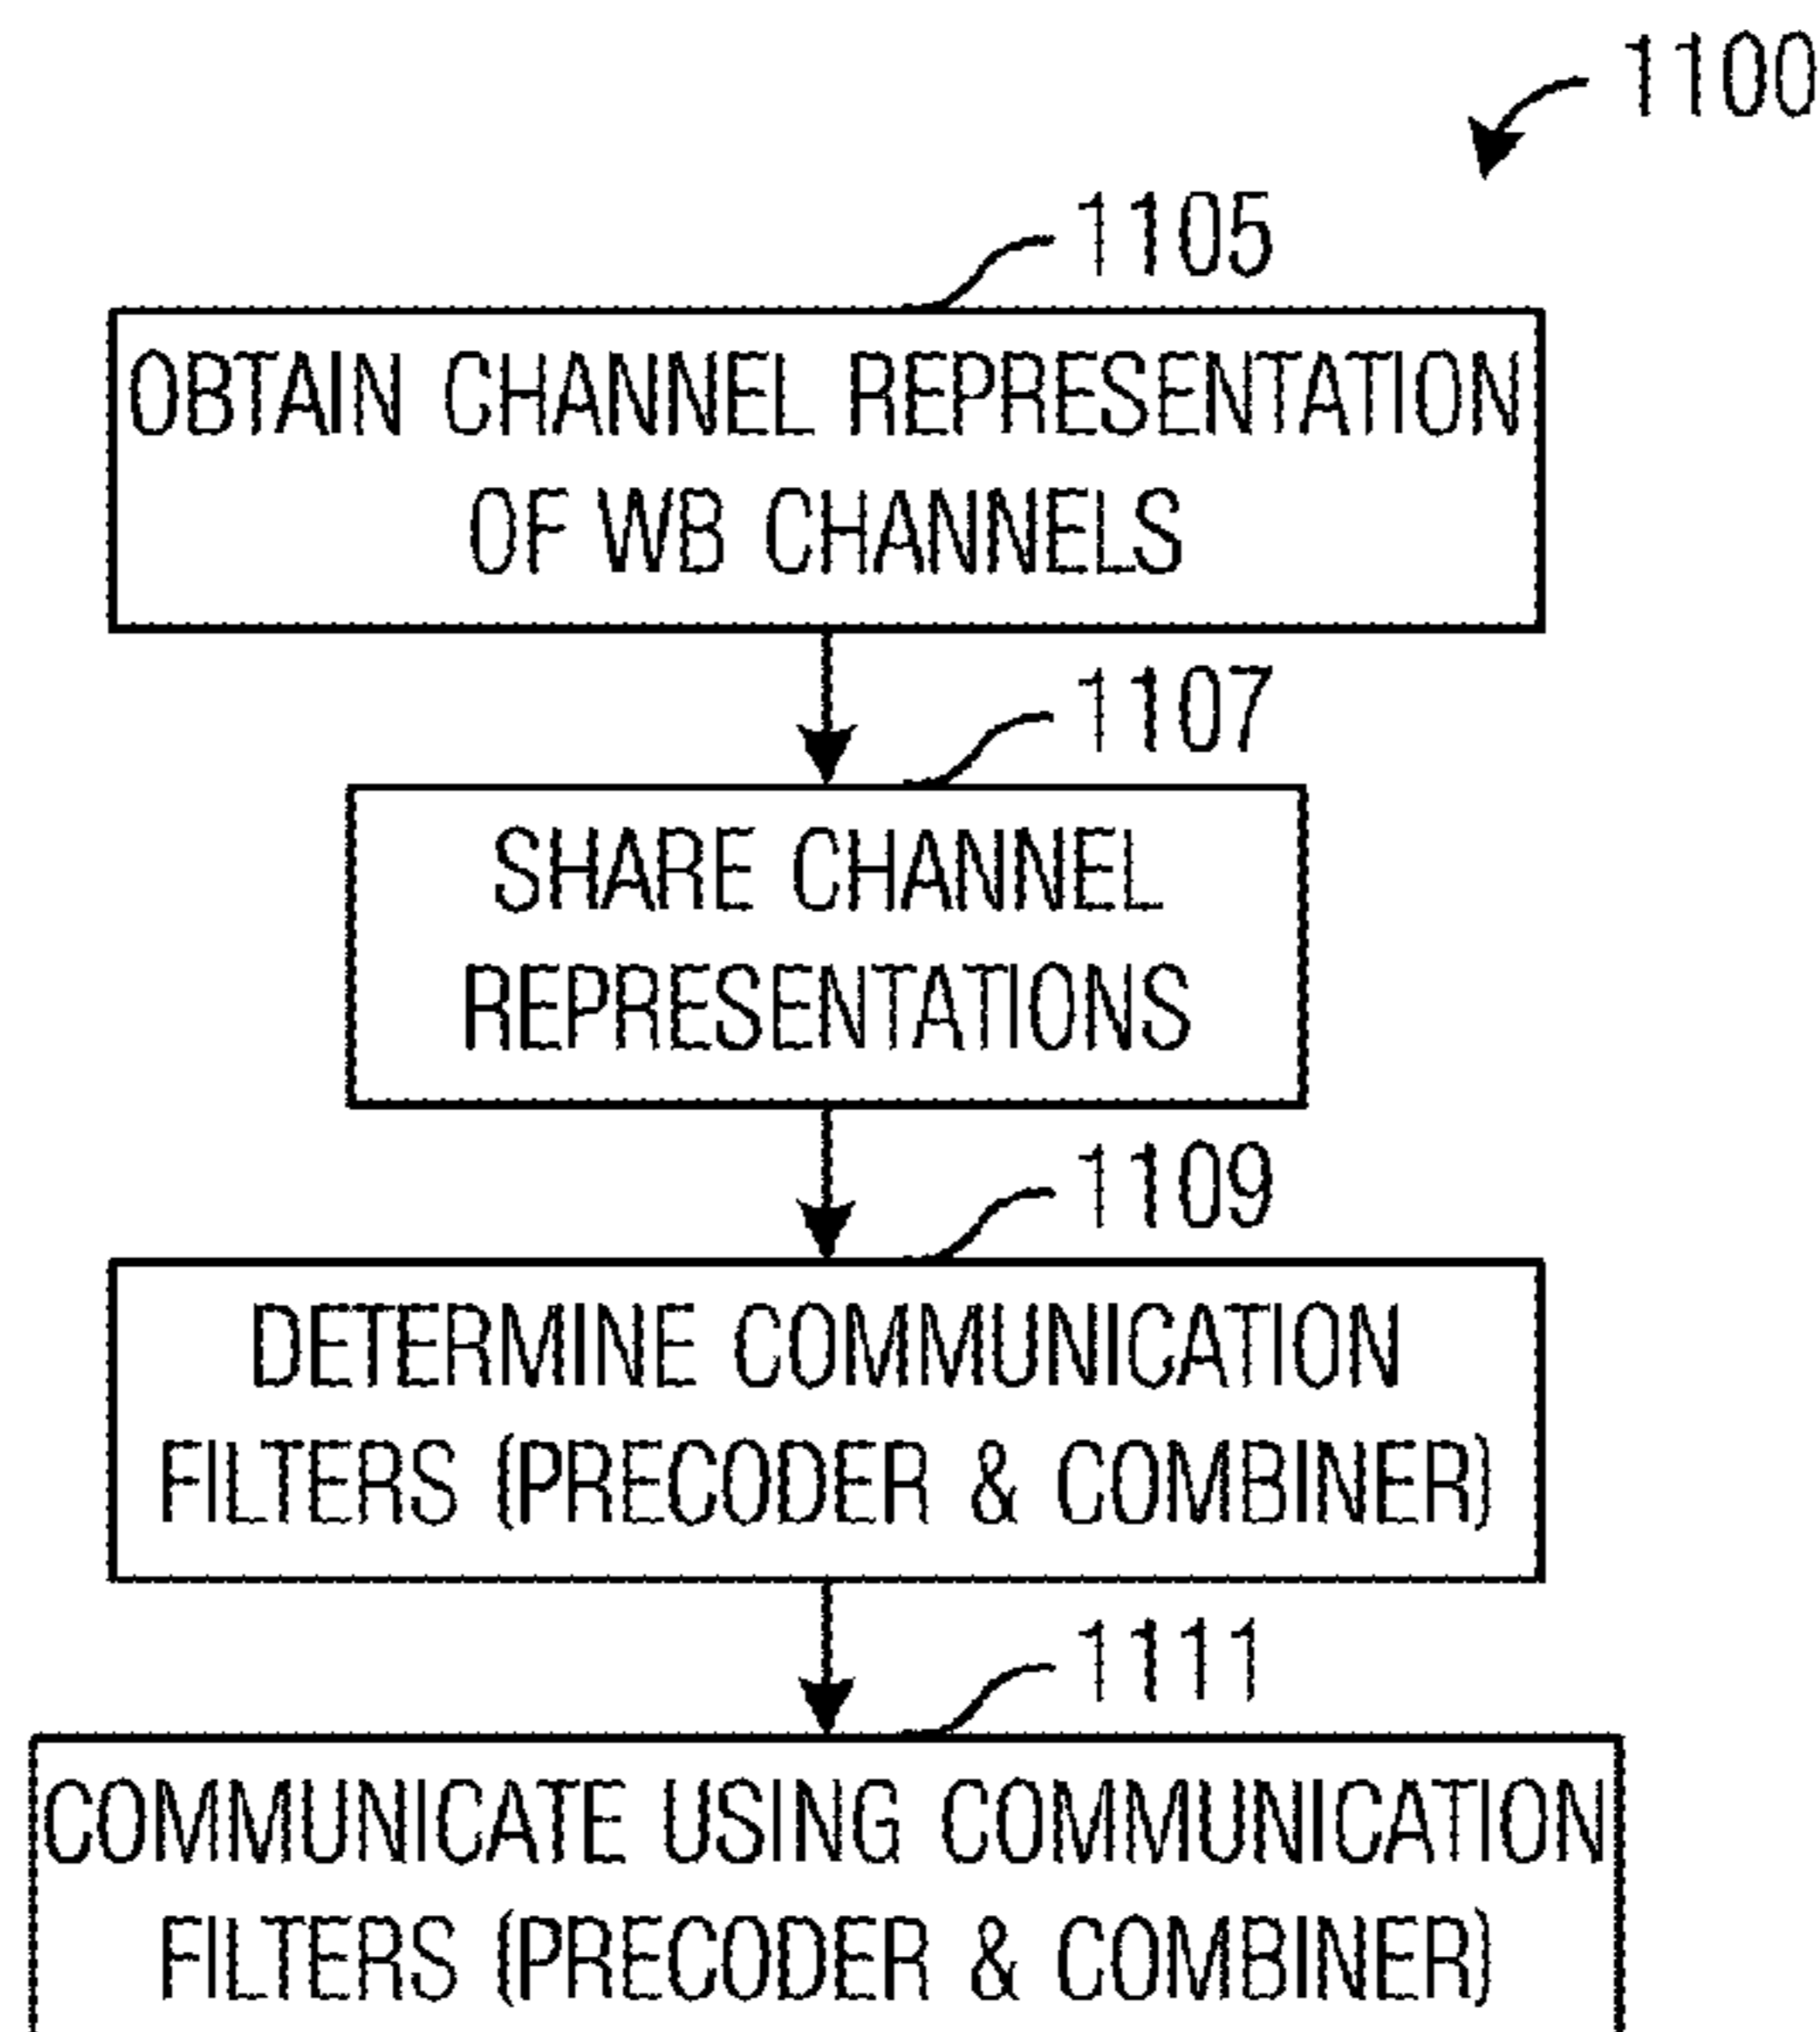 1100
1105
OBTAIN CHANNEL REPRESENTATION
OF WB CHANNELS
1107
SHARE CHANNEL
REPRESENTATIONS
1109
DETERMINE COMMUNICATION
FILTERS (PRECODER & COMBINER)
1111
COMMUNICATE USING COMMUNICATION
FILTERS (PRECODER & COMBINER)